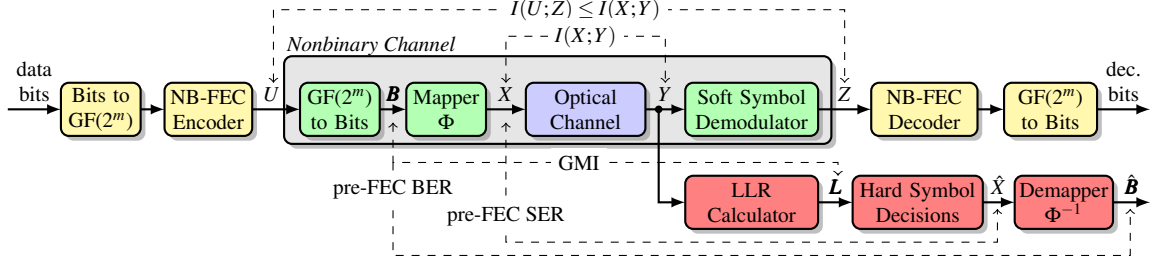 I(U;Z) ≤ I(X;Y)
I(X;Y)
Nonbinary Channel
data
bits
Bits to
GF(2^m)
NB-FEC
Encoder
U
GF(2^m)
to Bits
B
Mapper
Φ
X
Optical
Channel
Y
Soft Symbol
Demodulator
Z
NB-FEC
Decoder
GF(2^m)
to Bits
dec.
bits
GMI
pre-FEC BER
pre-FEC SER
LLR
Calculator
L
Hard Symbol
Decisions
X̂
Demapper
Φ⁻¹
B̂